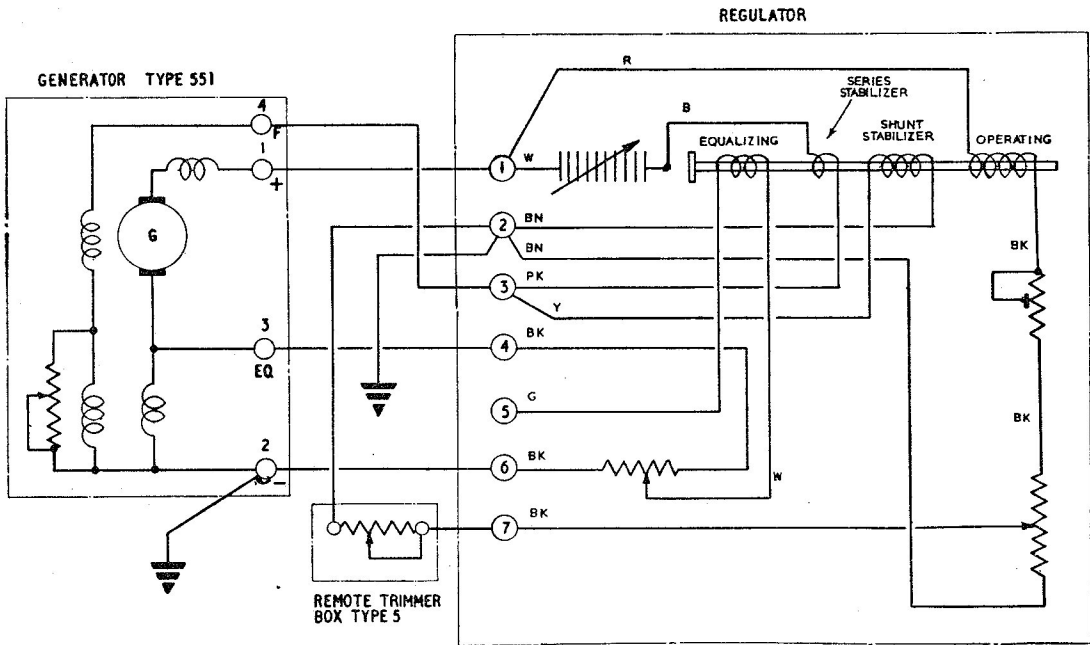 REGULATOR
GENERATOR TYPE 551
R
SERIES
STABILIZER
B
SHUNT
STABILIZER
EQUALIZING
OPERATING
4
F
1
+
1
W
G
2
BN
BN
BK
3
PK
Y
3
EQ
4
BK
5
G
BK
2
-
6
BK
W
7
BK
REMOTE TRIMMER
BOX TYPE 5